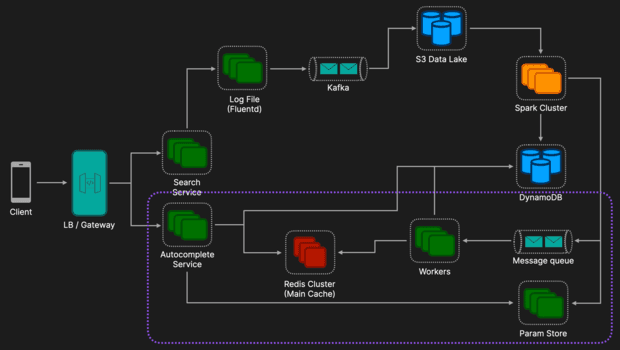 S3 Data Lake
Log File
(Fluentd)
Kafka
Spark Cluster
Search
Service
Client
LB / Gateway
DynamoDB
Autocomplete
Service
Redis Cluster
(Main Cache)
Workers
Message queue
Param Store